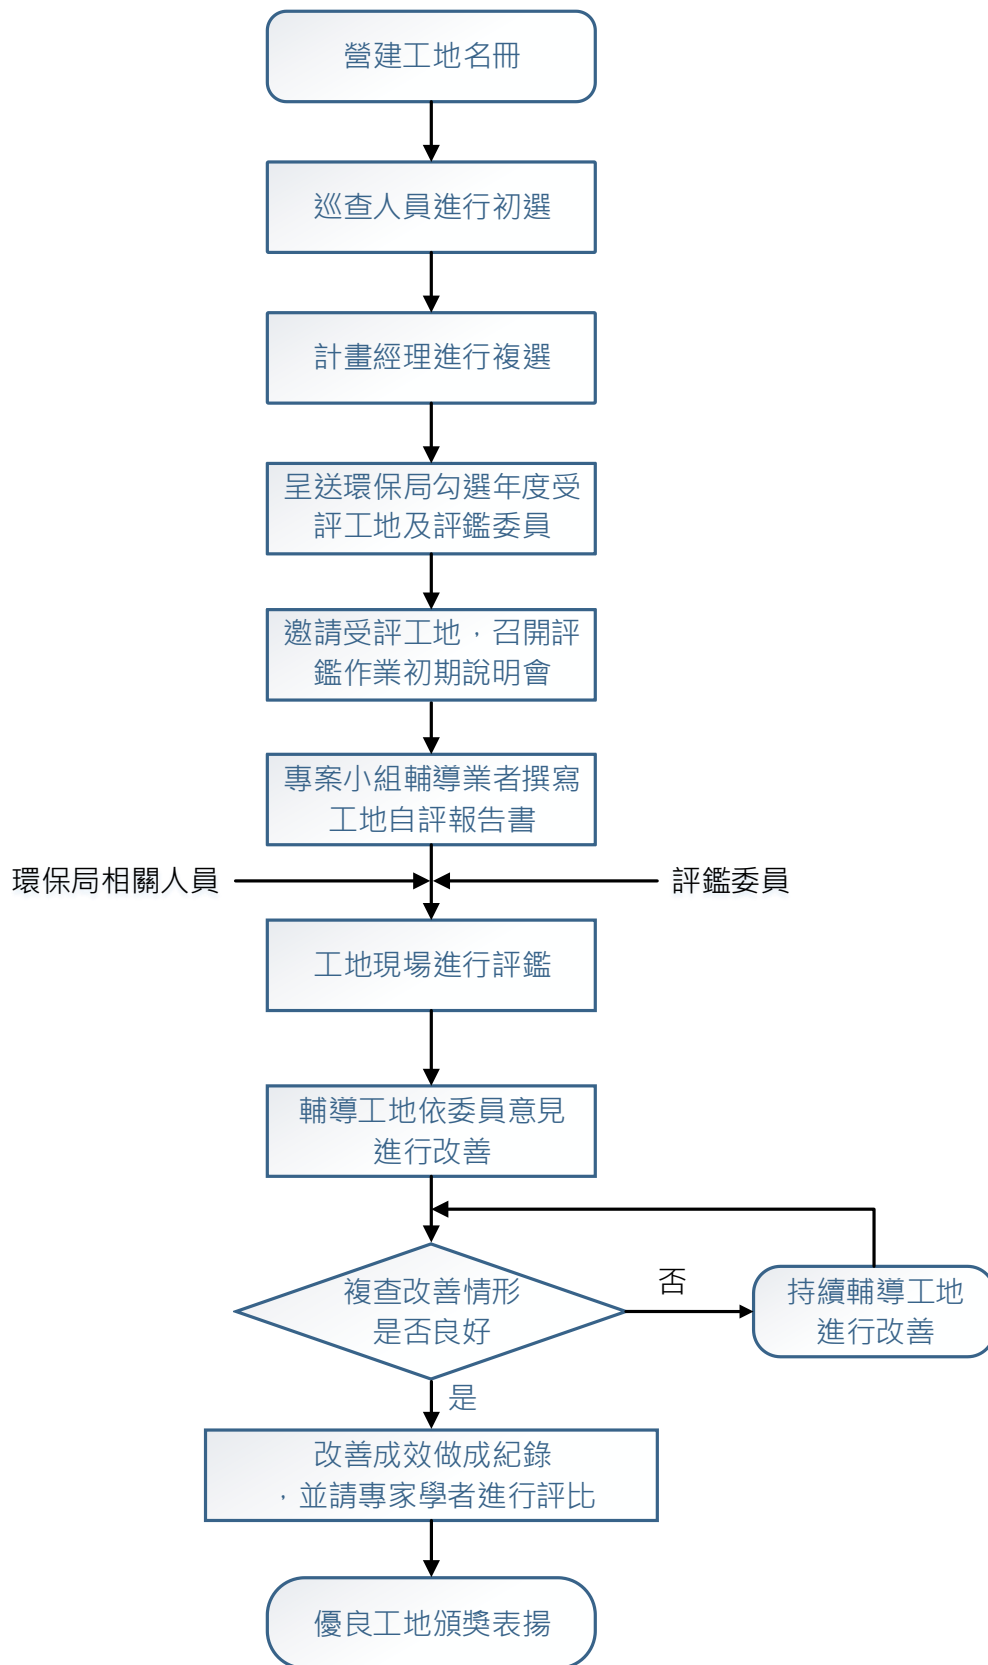 營建工地名冊
巡查人員進行初選
計畫經理進行複選
呈送環保局勾選年度受
評工地及評鑑委員
邀請受評工地，召開評
鑑作業初期說明會
專案小組輔導業者撰寫
工地自評報告書
環保局相關人員
評鑑委員
工地現場進行評鑑
輔導工地依委員意見
進行改善
複查改善情形
是否良好
否
持續輔導工地
進行改善
是
改善成效做成紀錄
，並請專家學者進行評比
優良工地頒獎表揚